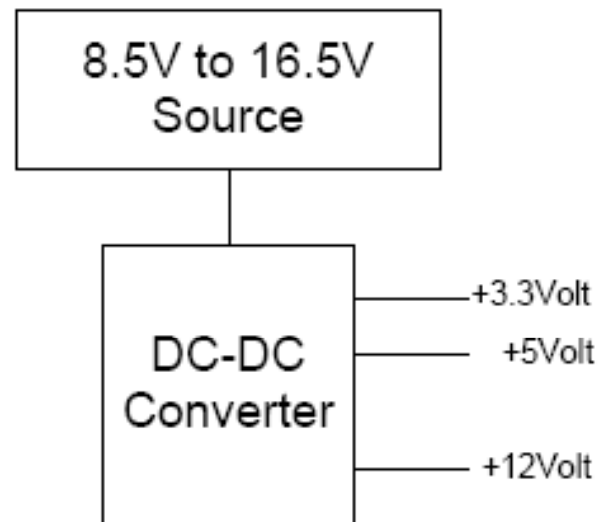 8.5V to 16.5V
Source
DC-DC
Converter
+3.3Volt
+5Volt
+12Volt